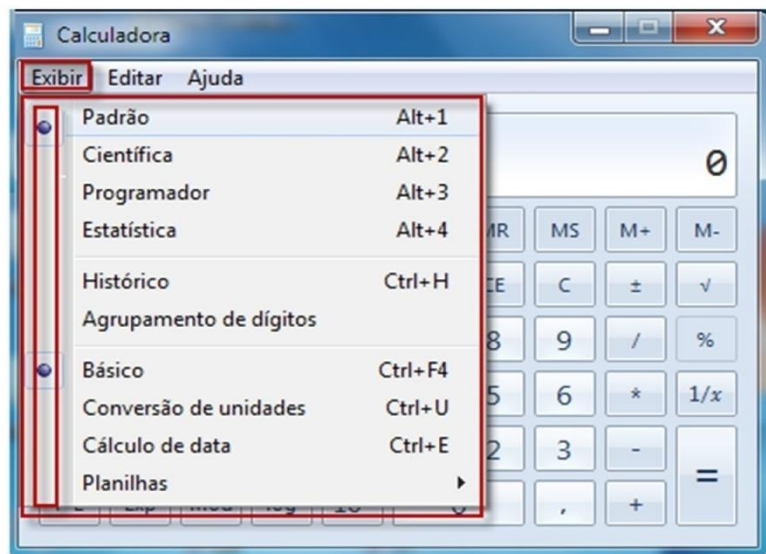 Calculadora
Exibir Editar Ajuda
Padrão Alt+1
Científica Alt+2
Programador Alt+3
Estatística Alt+4
Histórico Ctrl+H
Agrupamento de dígitos
Básico Ctrl+F4
Conversão de unidades Ctrl+U
Cálculo de data Ctrl+E
Planilhas
0
MS M+ M-
C ± √
8 9 / %
5 6 * 1/x
2 3 - =
, +